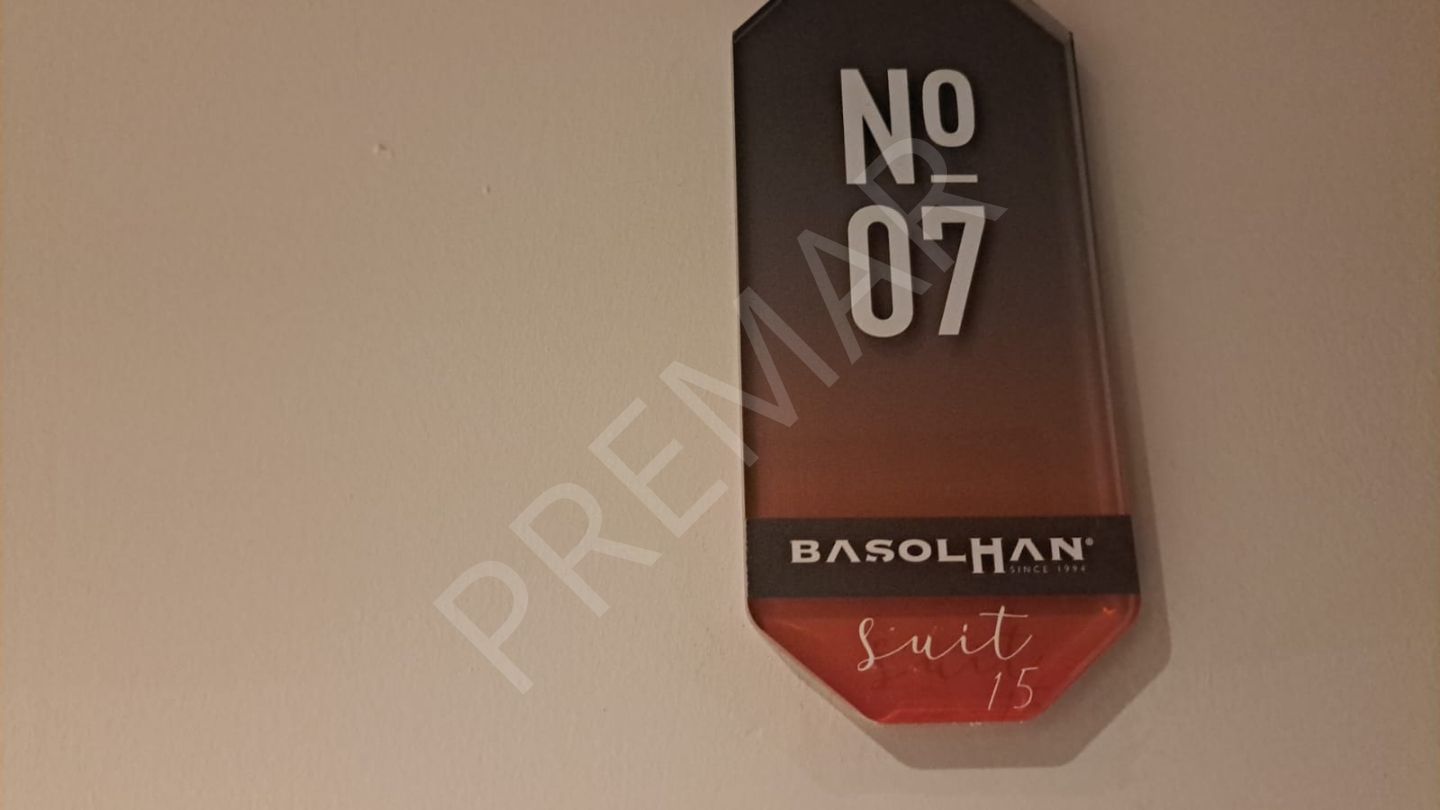 Nº
07
BASOLHAN®
SINCE 1994
suit
15
PREMAR